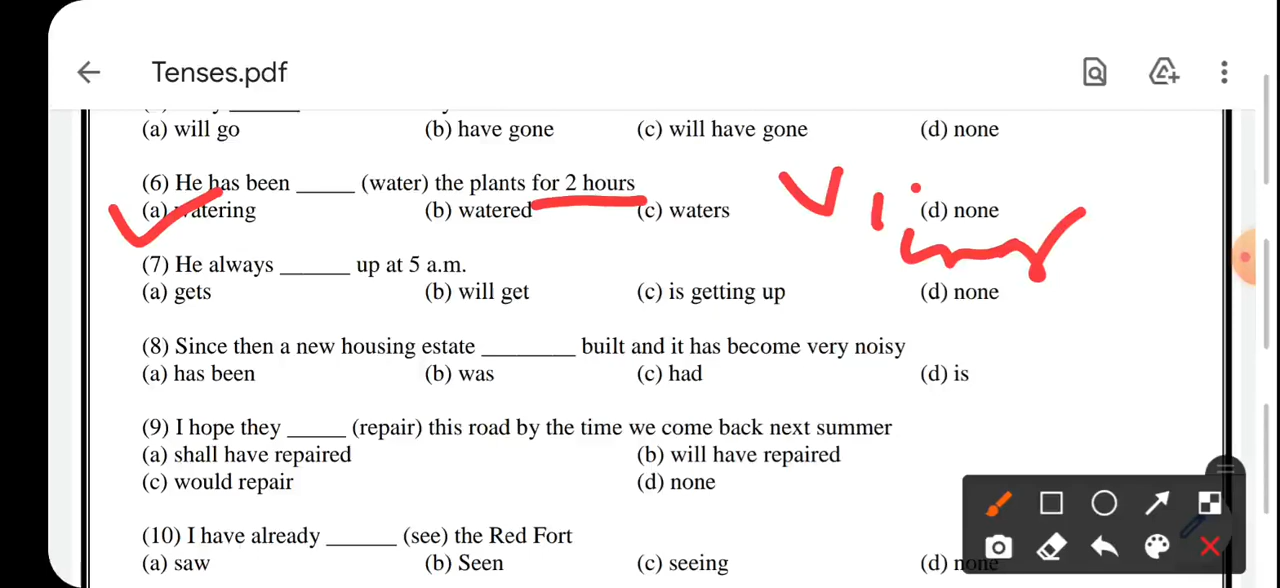 Tenses.pdf
(a) will go (b) have gone (c) will have gone (d) none
(6) He has been _____ (water) the plants for 2 hours
(a) watering (b) watered (c) waters (d) none
(7) He always ______ up at 5 a.m.
(a) gets (b) will get (c) is getting up (d) none
(8) Since then a new housing estate ________ built and it has become very noisy
(a) has been (b) was (c) had (d) is
(9) I hope they _____ (repair) this road by the time we come back next summer
(a) shall have repaired (b) will have repaired
(c) would repair (d) none
(10) I have already ______ (see) the Red Fort
(a) saw (b) Seen (c) seeing (d) none